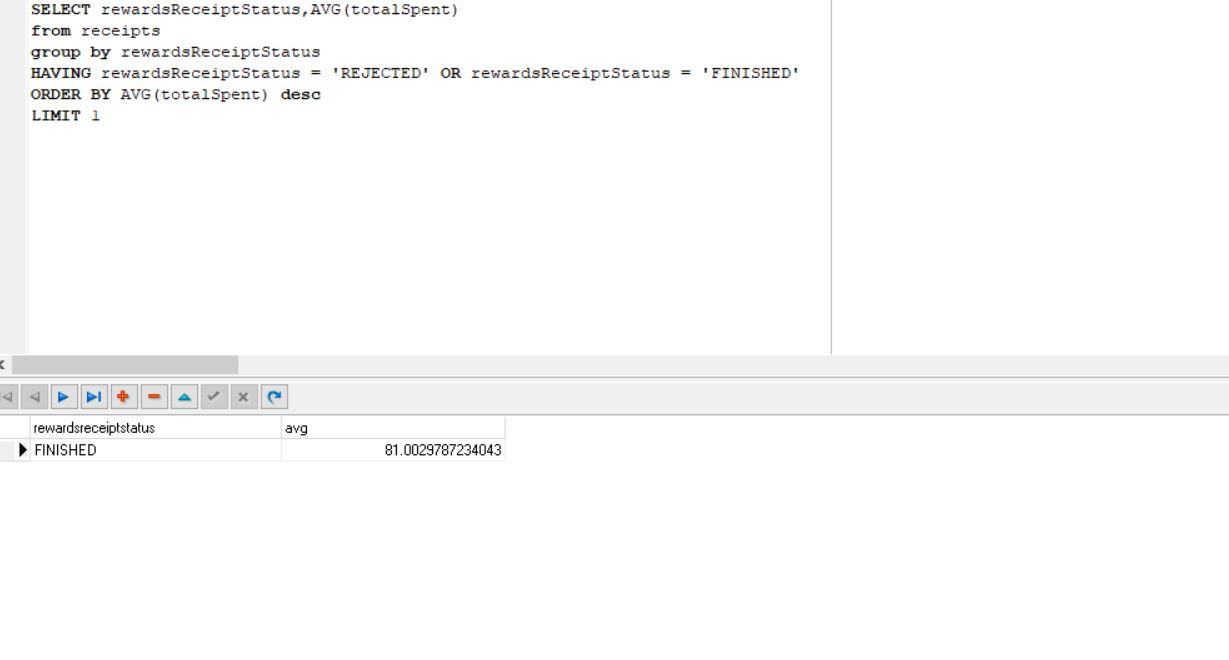 SELECT rewardsReceiptStatus,AVG(totalSpent)
from receipts
group by rewardsReceiptStatus
HAVING rewardsReceiptStatus = 'REJECTED' OR rewardsReceiptStatus = 'FINISHED'
ORDER BY AVG(totalSpent) desc
LIMIT 1
rewardsreceiptstatus avg
FINISHED 81.0029787234043